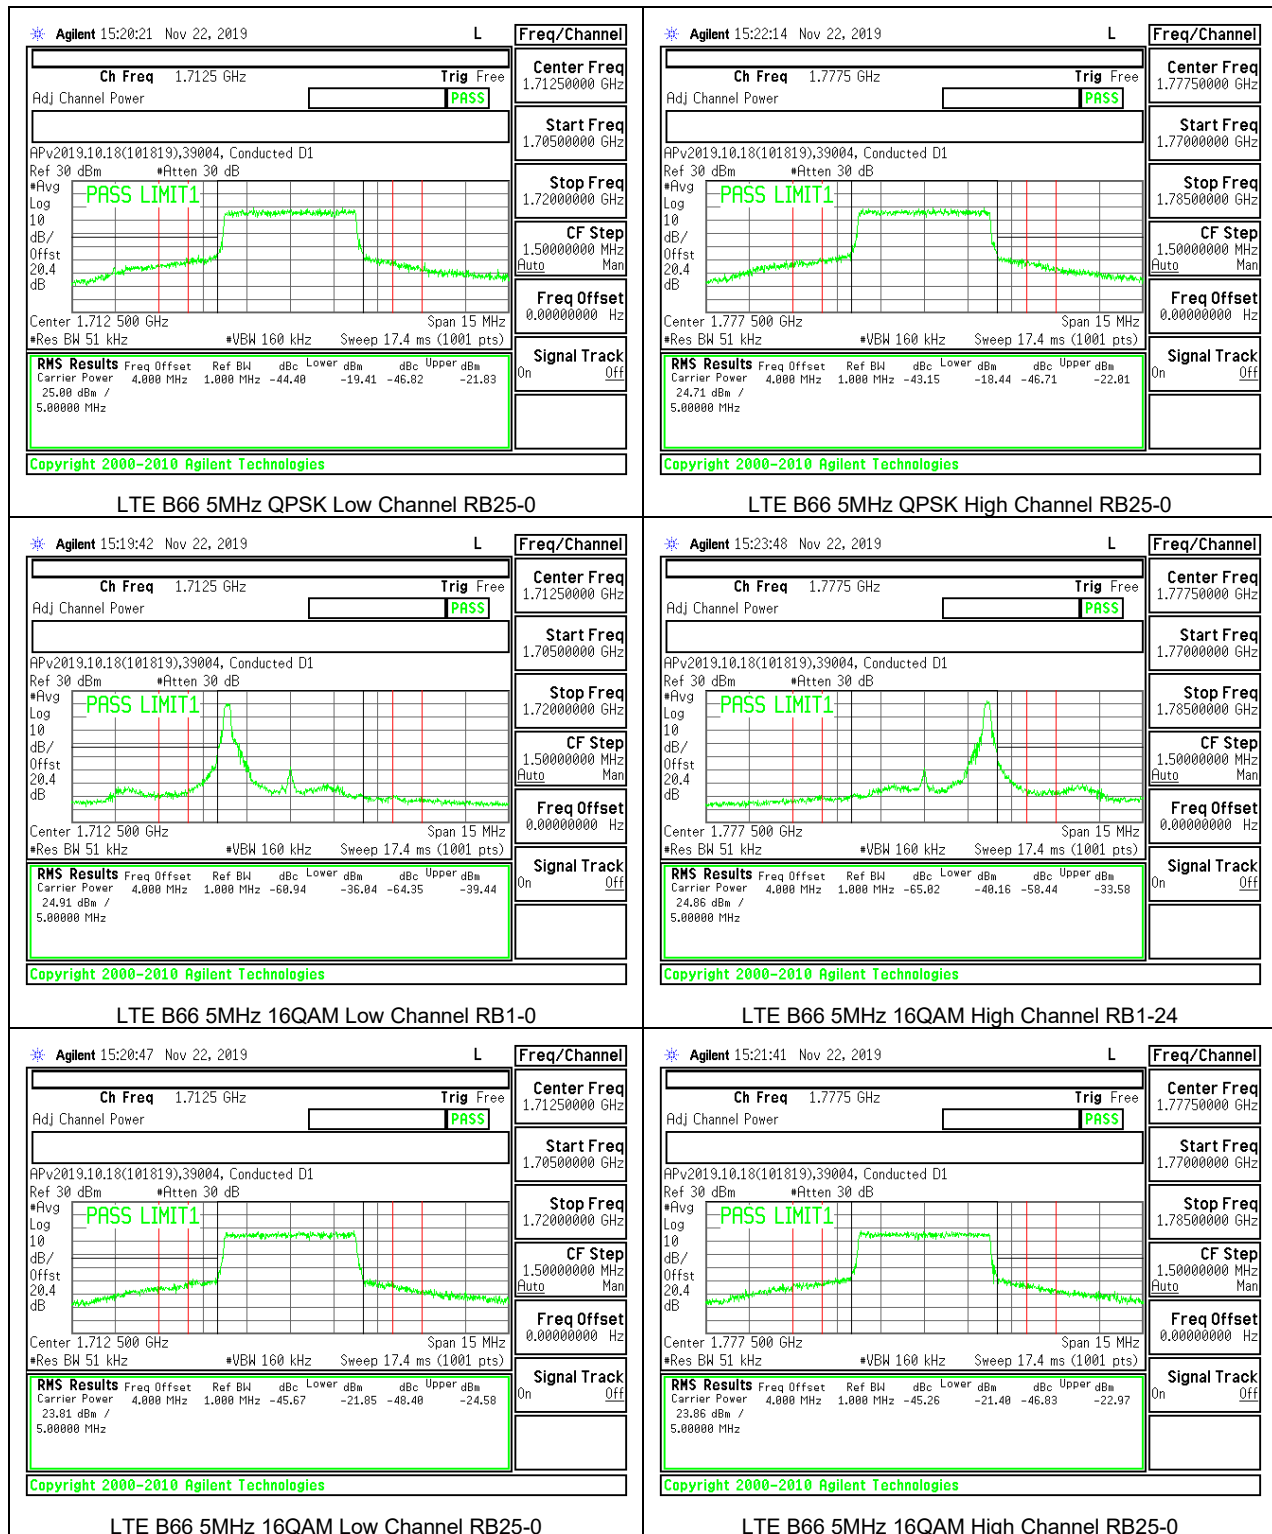 Agilent 15:20:21 Nov 22, 2019 L Freq/Channel
Ch Freq 1.7125 GHz Trig Free
Adj Channel Power PASS
APv2019.10.18(101819),39004, Conducted D1
Ref 30 dBm #Atten 30 dB
#Avg
Log
10
dB/
Offst
20.4
dB
PASS LIMIT1
Center 1.712 500 GHz Span 15 MHz
#Res BW 51 kHz #VBW 160 kHz Sweep 17.4 ms (1001 pts)
RMS Results Freq Offset Ref BW dBc Lower dBm dBc Upper dBm
Carrier Power 4.000 MHz 1.000 MHz -44.40 -19.41 -46.82 -21.83
25.00 dBm /
5.00000 MHz
Center Freq
1.71250000 GHz
Start Freq
1.70500000 GHz
Stop Freq
1.72000000 GHz
CF Step
1.50000000 MHz
Auto Man
Freq Offset
0.00000000 Hz
Signal Track
On Off
Copyright 2000-2010 Agilent Technologies
LTE B66 5MHz QPSK Low Channel RB25-0
Agilent 15:22:14 Nov 22, 2019 L Freq/Channel
Ch Freq 1.7775 GHz Trig Free
Adj Channel Power PASS
APv2019.10.18(101819),39004, Conducted D1
Ref 30 dBm #Atten 30 dB
#Avg
Log
10
dB/
Offst
20.4
dB
PASS LIMIT1
Center 1.777 500 GHz Span 15 MHz
#Res BW 51 kHz #VBW 160 kHz Sweep 17.4 ms (1001 pts)
RMS Results Freq Offset Ref BW dBc Lower dBm dBc Upper dBm
Carrier Power 4.000 MHz 1.000 MHz -43.15 -18.44 -46.71 -22.01
24.71 dBm /
5.00000 MHz
Center Freq
1.77750000 GHz
Start Freq
1.77000000 GHz
Stop Freq
1.78500000 GHz
CF Step
1.50000000 MHz
Auto Man
Freq Offset
0.00000000 Hz
Signal Track
On Off
Copyright 2000-2010 Agilent Technologies
LTE B66 5MHz QPSK High Channel RB25-0
Agilent 15:19:42 Nov 22, 2019 L Freq/Channel
Ch Freq 1.7125 GHz Trig Free
Adj Channel Power PASS
APv2019.10.18(101819),39004, Conducted D1
Ref 30 dBm #Atten 30 dB
#Avg
Log
10
dB/
Offst
20.4
dB
PASS LIMIT1
Center 1.712 500 GHz Span 15 MHz
#Res BW 51 kHz #VBW 160 kHz Sweep 17.4 ms (1001 pts)
RMS Results Freq Offset Ref BW dBc Lower dBm dBc Upper dBm
Carrier Power 4.000 MHz 1.000 MHz -60.94 -36.04 -64.35 -39.44
24.91 dBm /
5.00000 MHz
Center Freq
1.71250000 GHz
Start Freq
1.70500000 GHz
Stop Freq
1.72000000 GHz
CF Step
1.50000000 MHz
Auto Man
Freq Offset
0.00000000 Hz
Signal Track
On Off
Copyright 2000-2010 Agilent Technologies
LTE B66 5MHz 16QAM Low Channel RB1-0
Agilent 15:23:48 Nov 22, 2019 L Freq/Channel
Ch Freq 1.7775 GHz Trig Free
Adj Channel Power PASS
APv2019.10.18(101819),39004, Conducted D1
Ref 30 dBm #Atten 30 dB
#Avg
Log
10
dB/
Offst
20.4
dB
PASS LIMIT1
Center 1.777 500 GHz Span 15 MHz
#Res BW 51 kHz #VBW 160 kHz Sweep 17.4 ms (1001 pts)
RMS Results Freq Offset Ref BW dBc Lower dBm dBc Upper dBm
Carrier Power 4.000 MHz 1.000 MHz -65.02 -40.16 -58.44 -33.58
24.86 dBm /
5.00000 MHz
Center Freq
1.77750000 GHz
Start Freq
1.77000000 GHz
Stop Freq
1.78500000 GHz
CF Step
1.50000000 MHz
Auto Man
Freq Offset
0.00000000 Hz
Signal Track
On Off
Copyright 2000-2010 Agilent Technologies
LTE B66 5MHz 16QAM High Channel RB1-24
Agilent 15:20:47 Nov 22, 2019 L Freq/Channel
Ch Freq 1.7125 GHz Trig Free
Adj Channel Power PASS
APv2019.10.18(101819),39004, Conducted D1
Ref 30 dBm #Atten 30 dB
#Avg
Log
10
dB/
Offst
20.4
dB
PASS LIMIT1
Center 1.712 500 GHz Span 15 MHz
#Res BW 51 kHz #VBW 160 kHz Sweep 17.4 ms (1001 pts)
RMS Results Freq Offset Ref BW dBc Lower dBm dBc Upper dBm
Carrier Power 4.000 MHz 1.000 MHz -45.67 -21.85 -48.40 -24.58
23.81 dBm /
5.00000 MHz
Center Freq
1.71250000 GHz
Start Freq
1.70500000 GHz
Stop Freq
1.72000000 GHz
CF Step
1.50000000 MHz
Auto Man
Freq Offset
0.00000000 Hz
Signal Track
On Off
Copyright 2000-2010 Agilent Technologies
LTE B66 5MHz 16QAM Low Channel RB25-0
Agilent 15:21:41 Nov 22, 2019 L Freq/Channel
Ch Freq 1.7775 GHz Trig Free
Adj Channel Power PASS
APv2019.10.18(101819),39004, Conducted D1
Ref 30 dBm #Atten 30 dB
#Avg
Log
10
dB/
Offst
20.4
dB
PASS LIMIT1
Center 1.777 500 GHz Span 15 MHz
#Res BW 51 kHz #VBW 160 kHz Sweep 17.4 ms (1001 pts)
RMS Results Freq Offset Ref BW dBc Lower dBm dBc Upper dBm
Carrier Power 4.000 MHz 1.000 MHz -45.26 -21.40 -46.83 -22.97
23.86 dBm /
5.00000 MHz
Center Freq
1.77750000 GHz
Start Freq
1.77000000 GHz
Stop Freq
1.78500000 GHz
CF Step
1.50000000 MHz
Auto Man
Freq Offset
0.00000000 Hz
Signal Track
On Off
Copyright 2000-2010 Agilent Technologies
LTE B66 5MHz 16QAM High Channel RB25-0